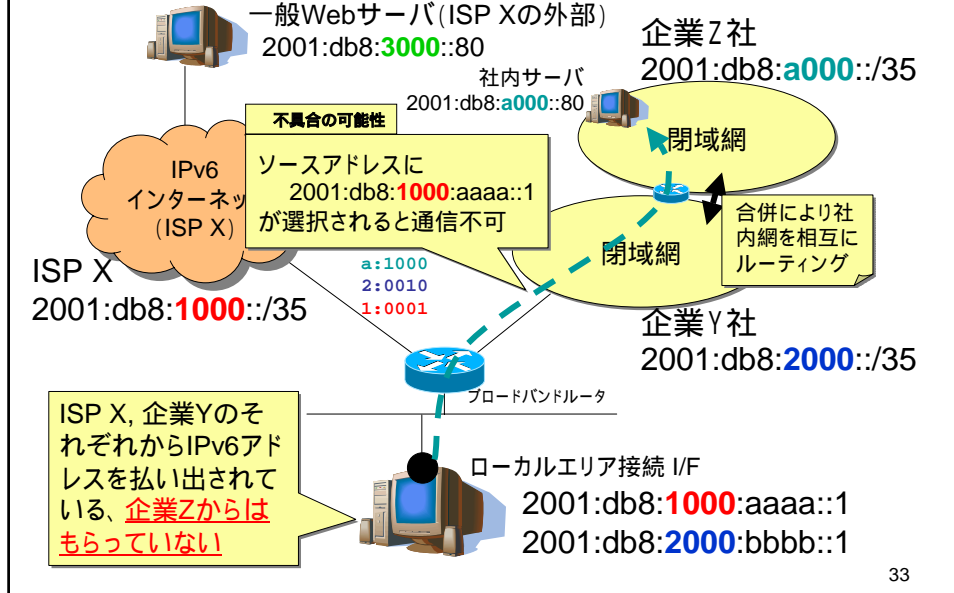 一般Webサーバ(ISP Xの外部)
2001:db8:3000::80
企業Z社
2001:db8:a000::/35
社内サーバ
2001:db8:a000::80
不具合の可能性
閉域網
ソースアドレスに
2001:db8:1000:aaaa::1
が選択されると通信不可
IPv6
インターネッ
(ISP X)
合併により社
内網を相互に
ルーティング
閉域網
ISP X
2001:db8:1000::/35
a:1000
2:0010
1:0001
企業Y社
2001:db8:2000::/35
ブロードバンドルータ
ISP X, 企業Yのそ
れぞれからIPv6アド
レスを払い出されて
いる、企業Zからは
もらっていない
ローカルエリア接続 I/F
2001:db8:1000:aaaa::1
2001:db8:2000:bbbb::1
33